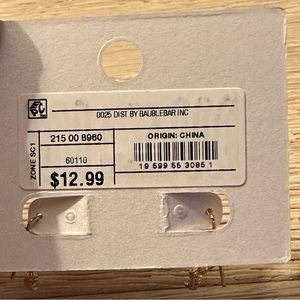 0025 DIST BY BAUBLEBAR INC
ZONE SC1
215 00 8960
ORIGIN: CHINA
60110
$12.99
19 599 55 3085 1